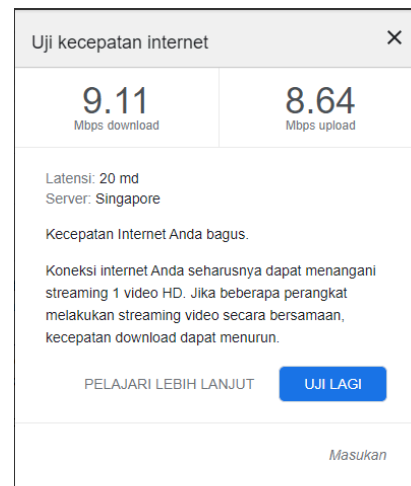 Uji kecepatan internet
9.11 8.64
Mbps download Mbps upload
Latensi: 20 md
Server: Singapore
Kecepatan Internet Anda bagus.
Koneksi internet Anda seharusnya dapat menangani
streaming 1 video HD. Jika beberapa perangkat
melakukan streaming video secara bersamaan,
kecepatan download dapat menurun.
PELAJARI LEBIH LANJUT UJI LAGI
Masukan